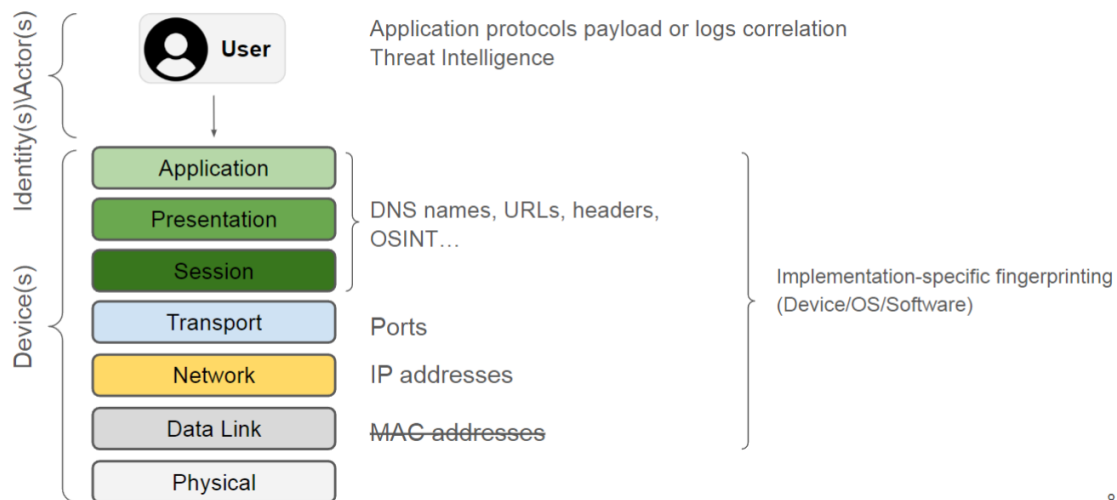 Identity(s)\Actor(s)
User
Application protocols payload or logs correlation
Threat Intelligence
Device(s)
Application
Presentation
Session
DNS names, URLs, headers,
OSINT…
Transport
Ports
Network
IP addresses
Data Link
MAC addresses
Physical
Implementation-specific fingerprinting
(Device/OS/Software)